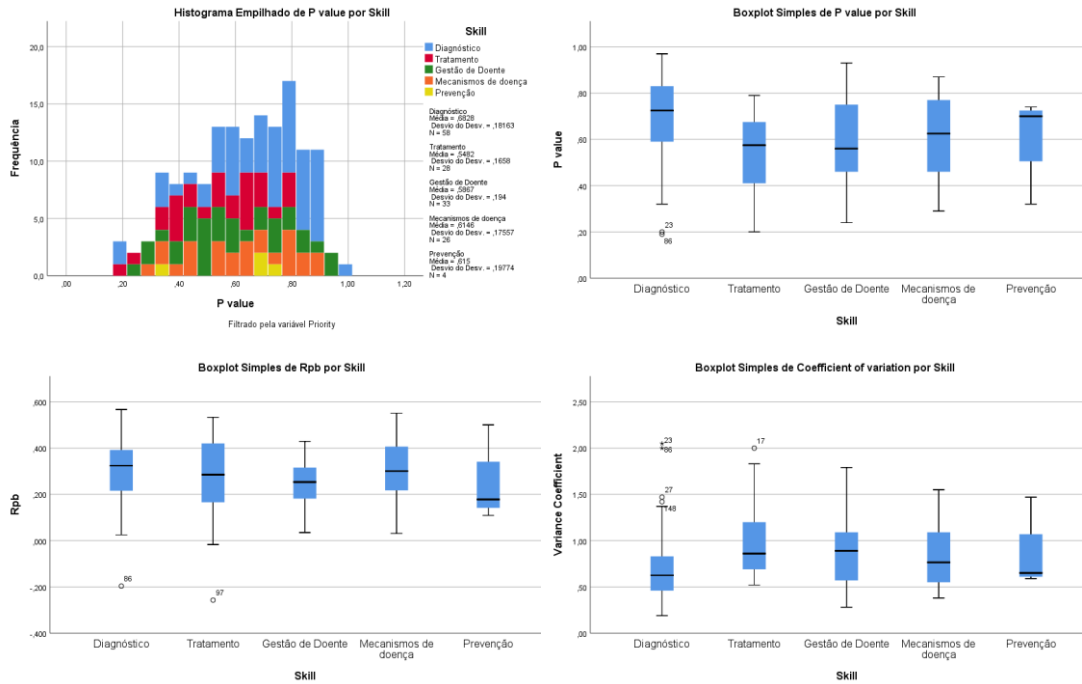 Histograma Empilhado de P value por Skill
Frequência
20,0
15,0
10,0
5,0
0,0
,00
,20
,40
,60
,80
1,00
1,20
P value
Filtrado pela variável Priority
Skill
Diagnóstico
Tratamento
Gestão de Doente
Mecanismos de doença
Prevenção
Diagnóstico
Média = ,6828
Desvio do Desv. = ,18163
N = 58
Tratamento
Média = ,5482
Desvio do Desv. = ,1658
N = 28
Gestão de Doente
Média = ,5867
Desvio do Desv. = ,194
N = 33
Mecanismos de doença
Média = ,6146
Desvio do Desv. = ,17557
N = 26
Prevenção
Média = ,615
Desvio do Desv. = ,19774
N = 4
Boxplot Simples de P value por Skill
P value
1,00
,80
,60
,40
,20
,00
23
86
Diagnóstico
Tratamento
Gestão de Doente
Mecanismos de
doença
Prevenção
Skill
Boxplot Simples de Rpb por Skill
Rpb
,600
,400
,200
,000
-,200
-,400
86
97
Diagnóstico
Tratamento
Gestão de Doente
Mecanismos de
doença
Prevenção
Skill
Boxplot Simples de Coefficient of variation por Skill
Variance Coefficient
2,50
2,00
1,50
1,00
,50
,00
23
86
27
148
17
Diagnóstico
Tratamento
Gestão de Doente
Mecanismos de
doença
Prevenção
Skill